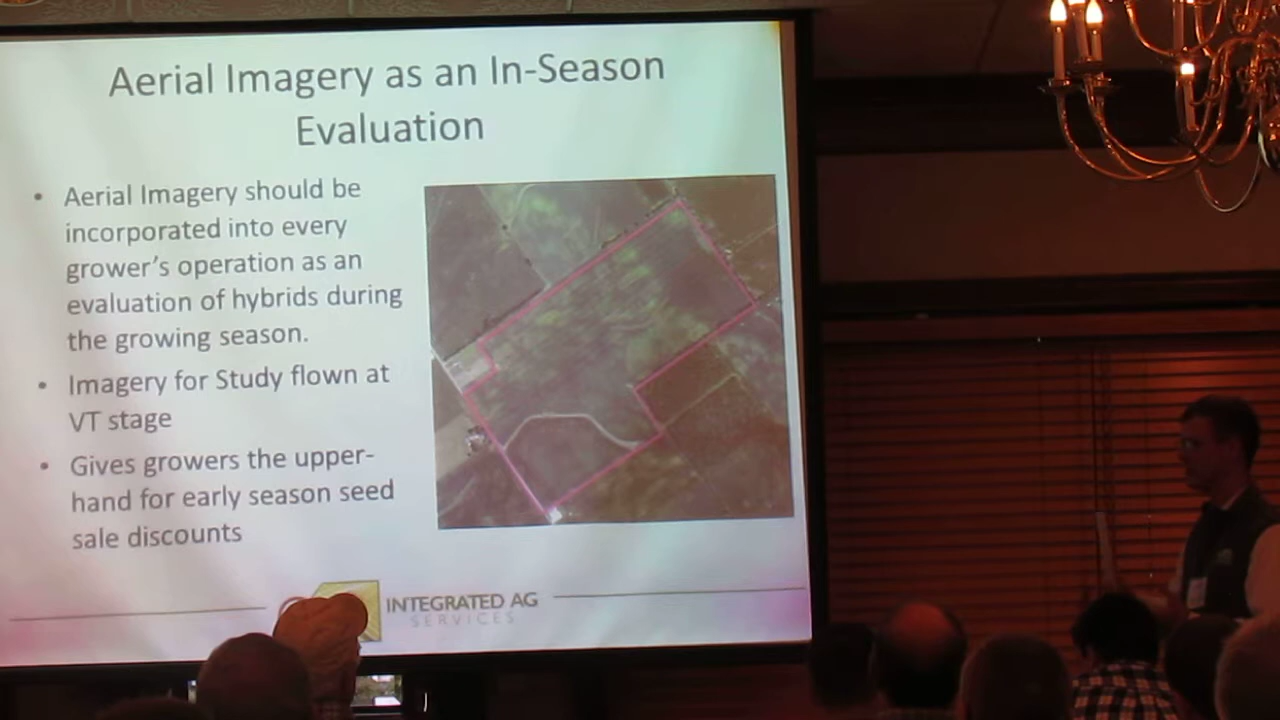 Aerial Imagery as an In-Season
Evaluation
• Aerial Imagery should be
incorporated into every
grower's operation as an
evaluation of hybrids during
the growing season.
• Imagery for Study flown at
VT stage
• Gives growers the upper-
hand for early season seed
sale discounts
INTEGRATED AG
SERVICES